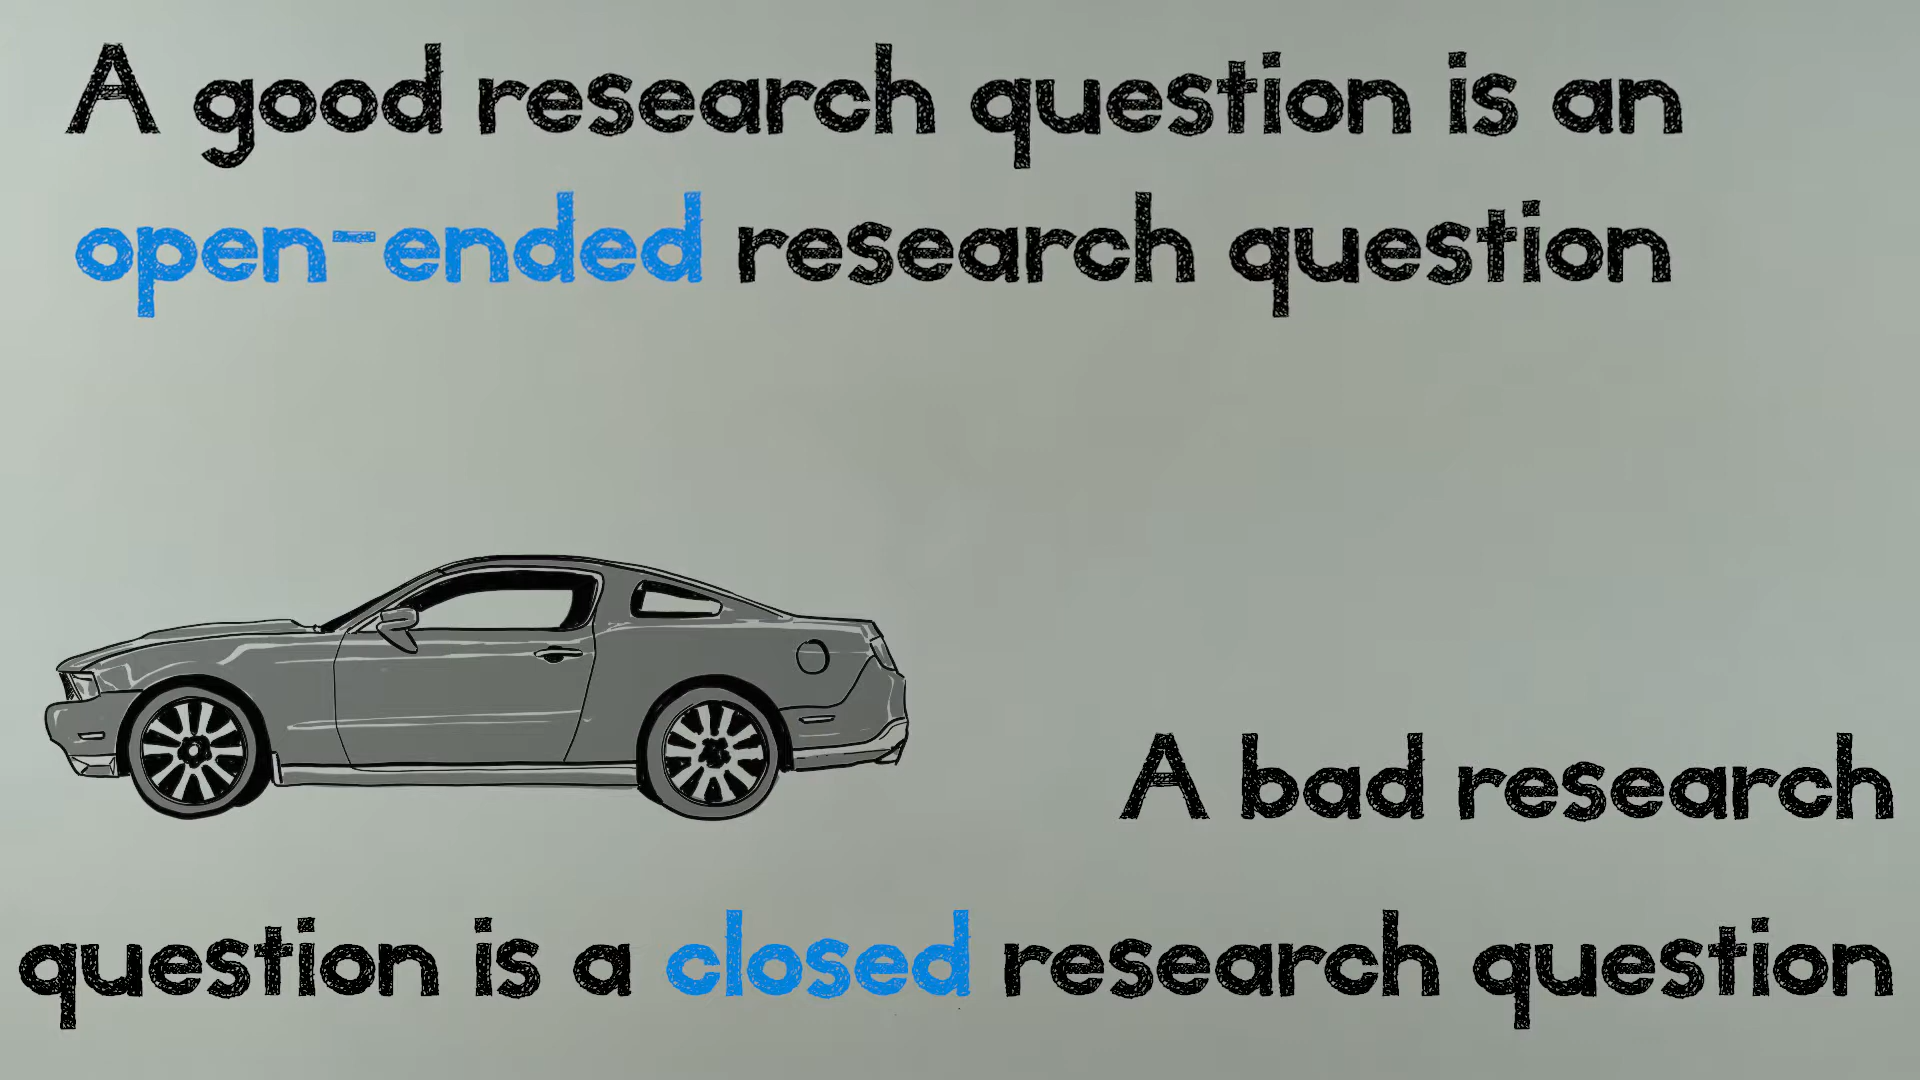 A good research question is an
open-ended research question
A bad research
question is a closed research question